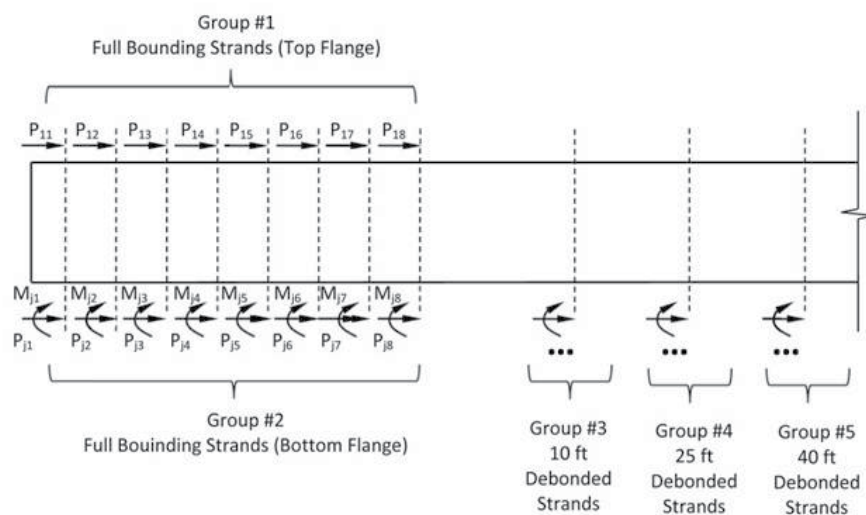 Group #1
Full Bounding Strands (Top Flange)
P11 P12 P13 P14 P15 P16 P17 P18
Mj1 Mj2 Mj3 Mj4 Mj5 Mj6 Mj7 Mj8
Pj1 Pj2 Pj3 Pj4 Pj5 Pj6 Pj7 Pj8
••• ••• •••
Group #2
Full Bouinding Strands (Bottom Flange)
Group #3
10 ft
Debonded
Strands
Group #4
25 ft
Debonded
Strands
Group #5
40 ft
Debonded
Strands